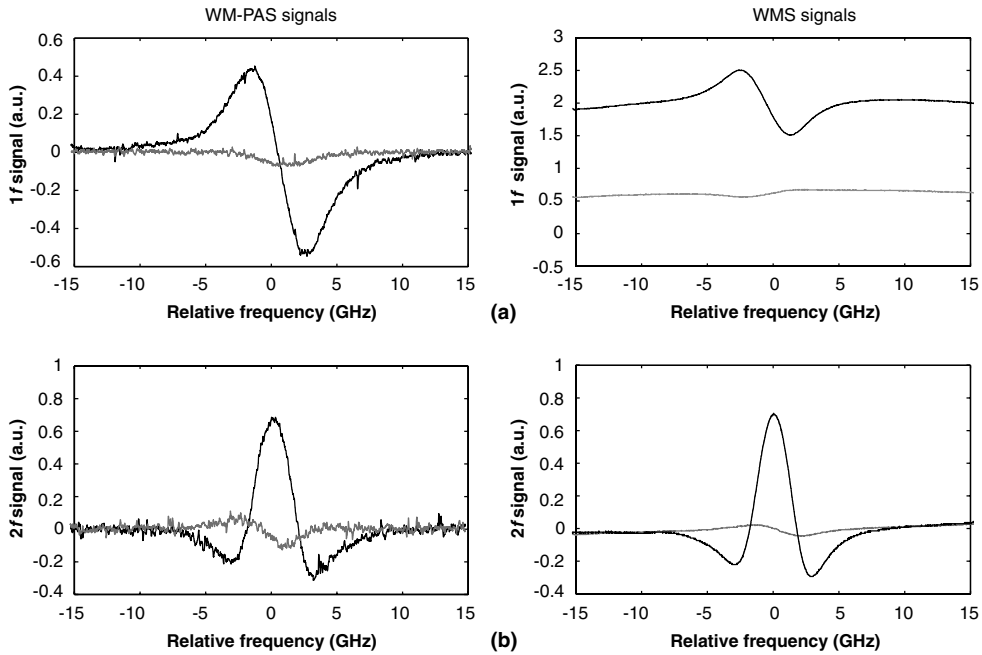 WM-PAS signals
WMS signals
1f signal (a.u.)
0.6
0.4
0.2
0
-0.2
-0.4
-0.6
-15 -10 -5 0 5 10 15
Relative frequency (GHz)
1f signal (a.u.)
3
2.5
2
1.5
1
0.5
0
-0.5
-15 -10 -5 0 5 10 15
Relative frequency (GHz)
(a)
2f signal (a.u.)
1
0.8
0.6
0.4
0.2
0
-0.2
-0.4
-15 -10 -5 0 5 10 15
Relative frequency (GHz)
2f signal (a.u.)
1
0.8
0.6
0.4
0.2
0
-0.2
-0.4
-15 -10 -5 0 5 10 15
Relative frequency (GHz)
(b)